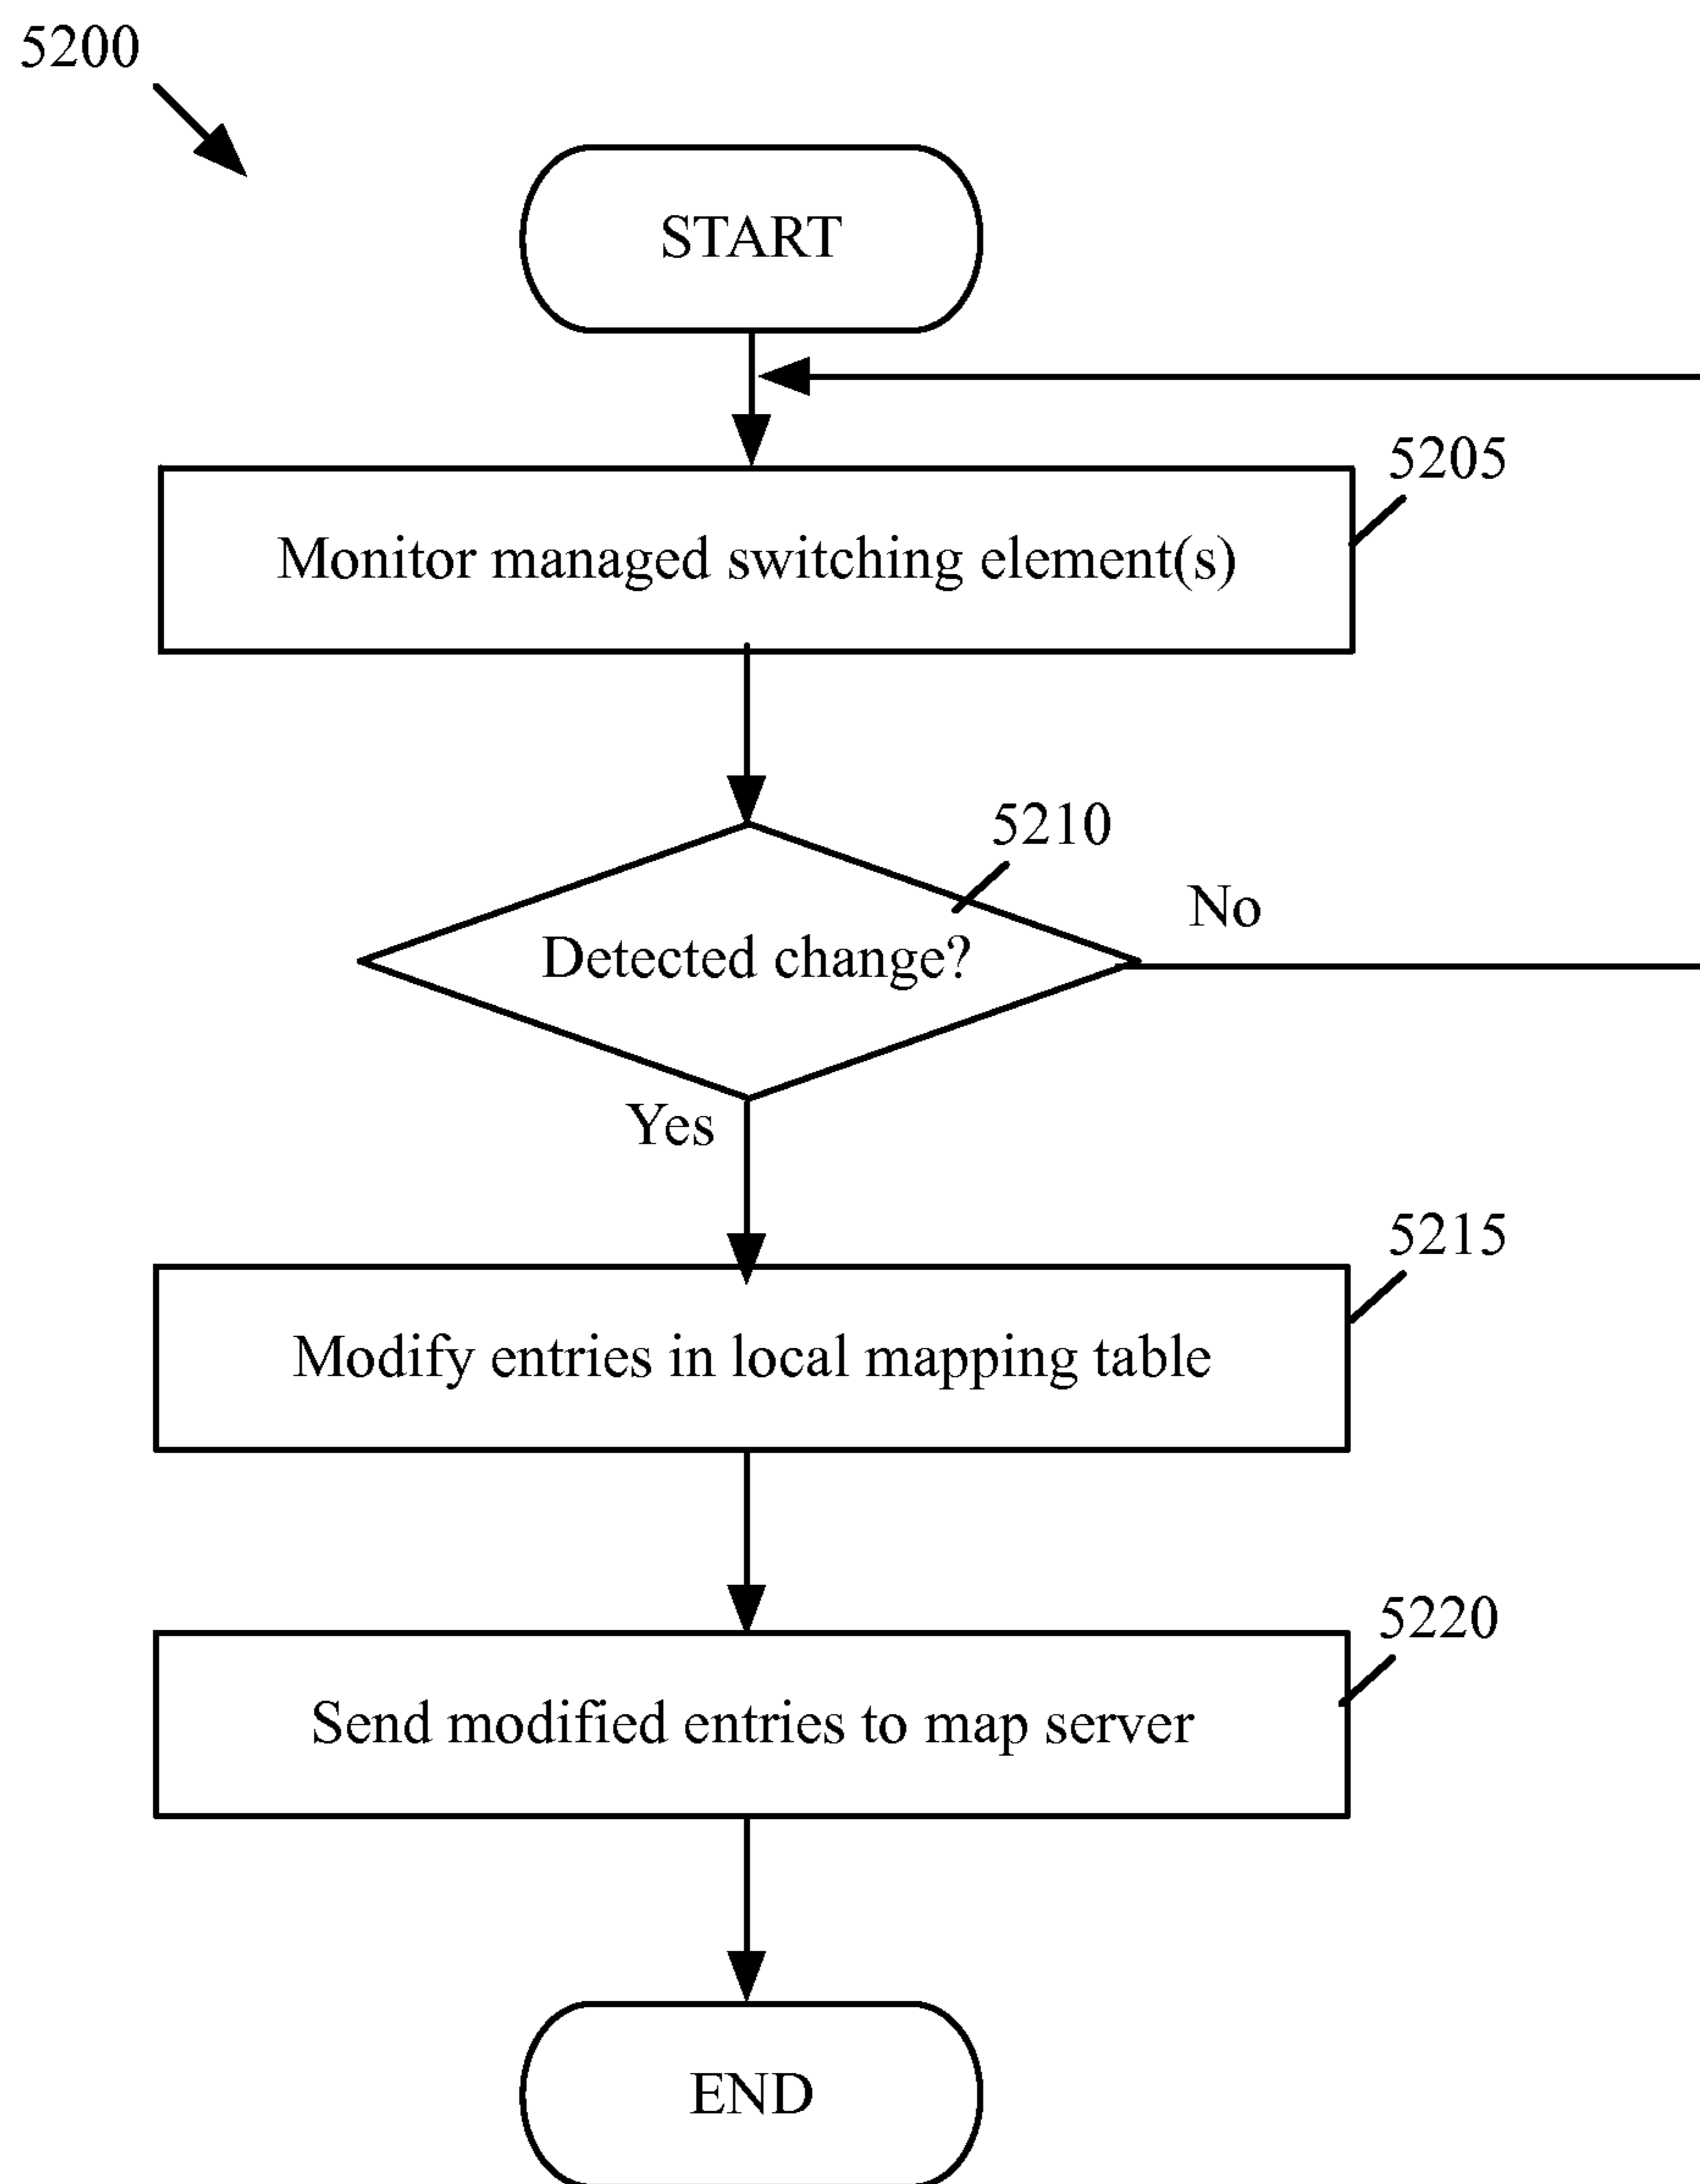 5200
START
5205
Monitor managed switching element(s)
5210
Detected change?
No
Yes
5215
Modify entries in local mapping table
5220
Send modified entries to map server
END